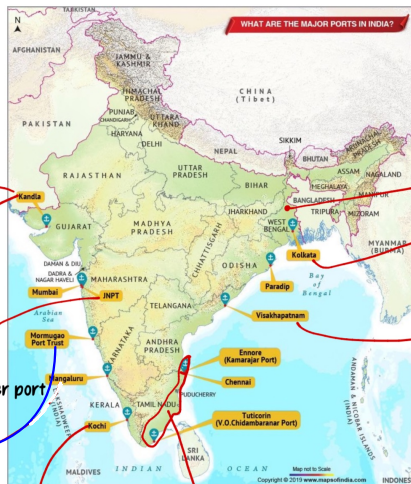 WHAT ARE THE MAJOR PORTS IN INDIA?
N
TAJIKISTAN
AFGHANISTAN
JAMMU &
KASHMIR
CHINA
(Tibet)
HIMACHAL
PRADESH
PAKISTAN
PUNJAB
CHANDIGARH
UTTARA
KHAND
HARYANA
DELHI
NEPAL
SIKKIM
BHUTAN
ARUNACHAL
PRADESH
RAJASTHAN
UTTAR
PRADESH
BIHAR
ASSAM
NAGALAND
MEGHALAYA
MANIPUR
BANGLADESH
TRIPURA
MIZORAM
Kandla
GUJARAT
MADHYA
PRADESH
JHARKHAND
WEST
BENGAL
Kolkata
MYANMAR
(BURMA)
CHHATTISGARH
ODISHA
DAMAN & DIU
DADRA &
NAGAR HAVELI
MAHARASHTRA
Paradip
Bay
of
Bengal
Mumbai
JNPT
Arabian
Sea
TELANGANA
Visakhapatnam
Mormugao
Port Trust
KARNATAKA
ANDHRA
PRADESH
Ennore
(Kamarajar Port)
Chennai
er port
Mangaluru
PUDUCHERRY
LAKSHADWEEP
(INDIA)
KERALA
TAMIL NADU
Kochi
Tuticorin
(V.O.Chidambaranar Port)
ANDAMAN & NICOBAR ISLANDS
(INDIA)
SRI
LANKA
MALDIVES
INDIAN OCEAN
Map not to Scale
Copyright © 2019 www.mapsofindia.com
INDONES